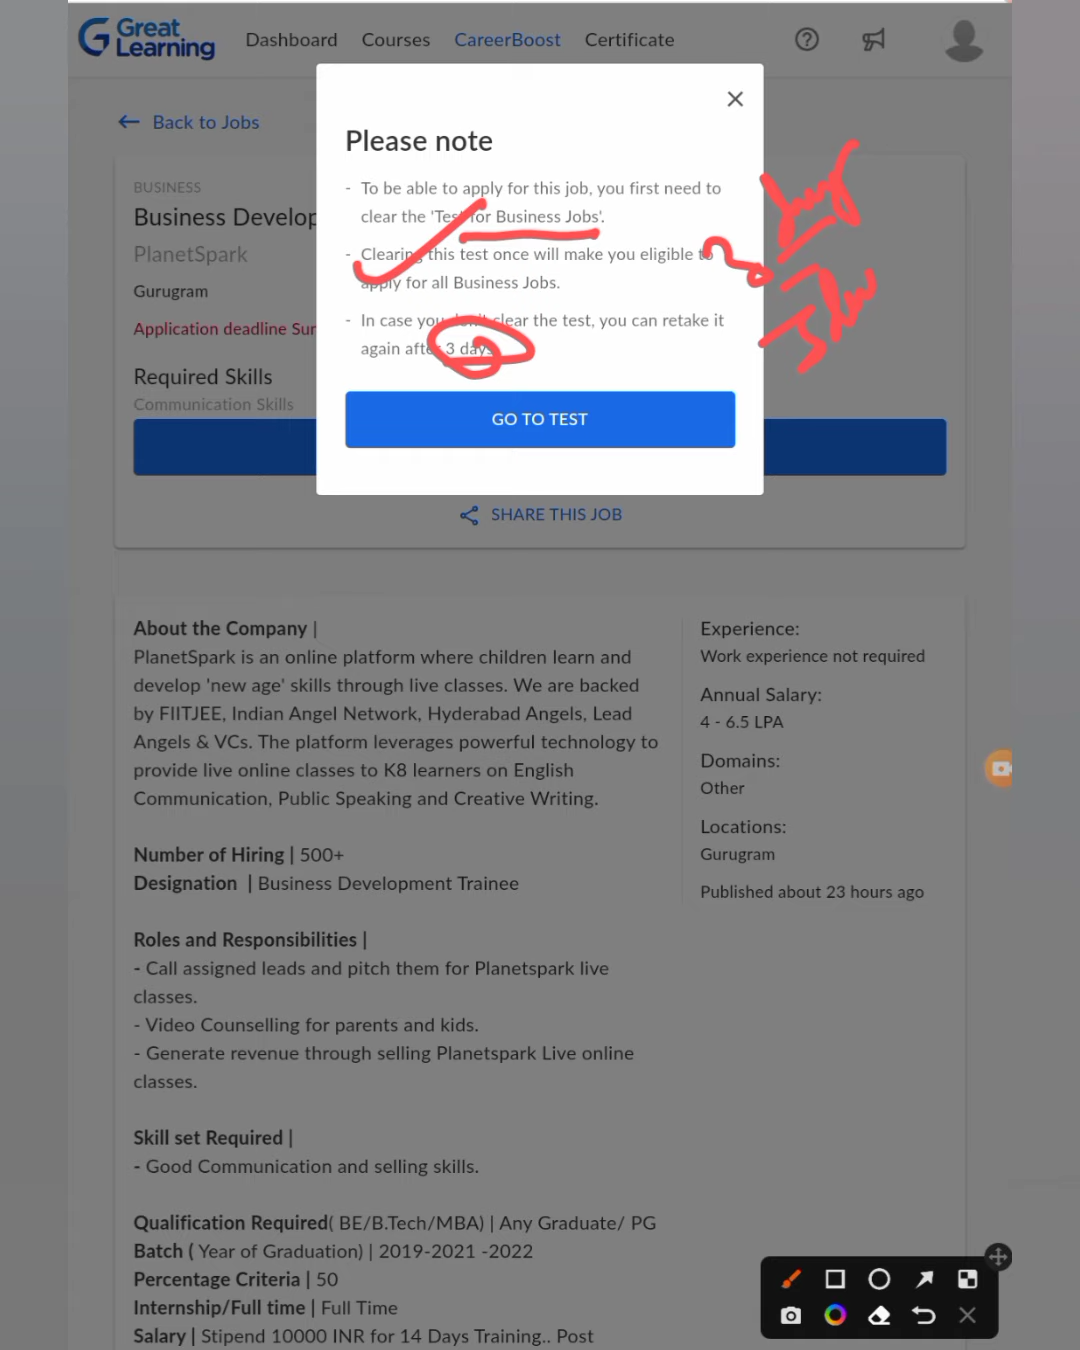 Great
Learning
Dashboard Courses CareerBoost Certificate
Back to Jobs
Please note
- To be able to apply for this job, you first need to
clear the 'Test for Business Jobs'.
- Clearing this test once will make you eligible to
apply for all Business Jobs.
- In case you don't clear the test, you can retake it
again after 3 days.
GO TO TEST
BUSINESS
Business Develop
PlanetSpark
Gurugram
Application deadline Sun
Required Skills
Communication Skills
SHARE THIS JOB
About the Company |
PlanetSpark is an online platform where children learn and
develop 'new age' skills through live classes. We are backed
by FIITJEE, Indian Angel Network, Hyderabad Angels, Lead
Angels & VCs. The platform leverages powerful technology to
provide live online classes to K8 learners on English
Communication, Public Speaking and Creative Writing.
Number of Hiring | 500+
Designation | Business Development Trainee
Roles and Responsibilities |
- Call assigned leads and pitch them for Planetspark live
classes.
- Video Counselling for parents and kids.
- Generate revenue through selling Planetspark Live online
classes.
Skill set Required |
- Good Communication and selling skills.
Qualification Required( BE/B.Tech/MBA) | Any Graduate/ PG
Batch ( Year of Graduation) | 2019-2021 -2022
Percentage Criteria | 50
Internship/Full time | Full Time
Salary | Stipend 10000 INR for 14 Days Training.. Post
Experience:
Work experience not required
Annual Salary:
4 - 6.5 LPA
Domains:
Other
Locations:
Gurugram
Published about 23 hours ago